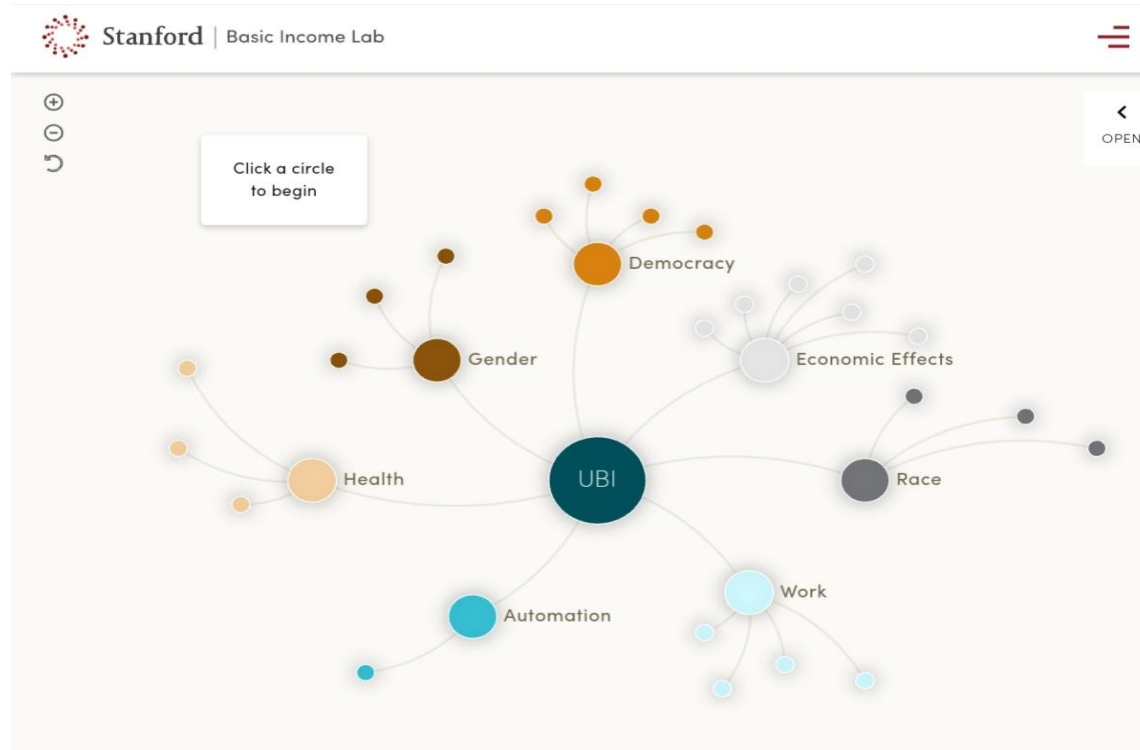 Stanford | Basic Income Lab
OPEN
Click a circle
to begin
Democracy
Gender
Economic Effects
Health
UBI
Race
Work
Automation